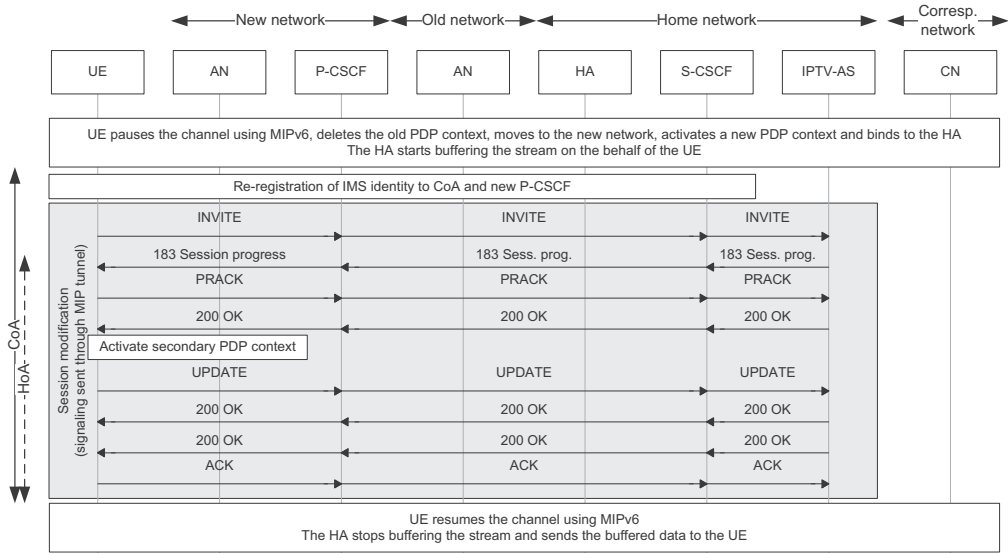 New network
Old network
Home network
Corresp.
network
UE
AN
P-CSCF
AN
HA
S-CSCF
IPTV-AS
CN
UE pauses the channel using MIPv6, deletes the old PDP context, moves to the new network, activates a new PDP context and binds to the HA
The HA starts buffering the stream on the behalf of the UE
Re-registration of IMS identity to CoA and new P-CSCF
CoA
HoA
Session modification
(signaling sent through MIP tunnel)
INVITE
INVITE
INVITE
183 Session progress
183 Sess. prog.
183 Sess. prog.
PRACK
PRACK
PRACK
200 OK
200 OK
200 OK
Activate secondary PDP context
UPDATE
UPDATE
UPDATE
200 OK
200 OK
200 OK
200 OK
200 OK
200 OK
ACK
ACK
ACK
UE resumes the channel using MIPv6
The HA stops buffering the stream and sends the buffered data to the UE